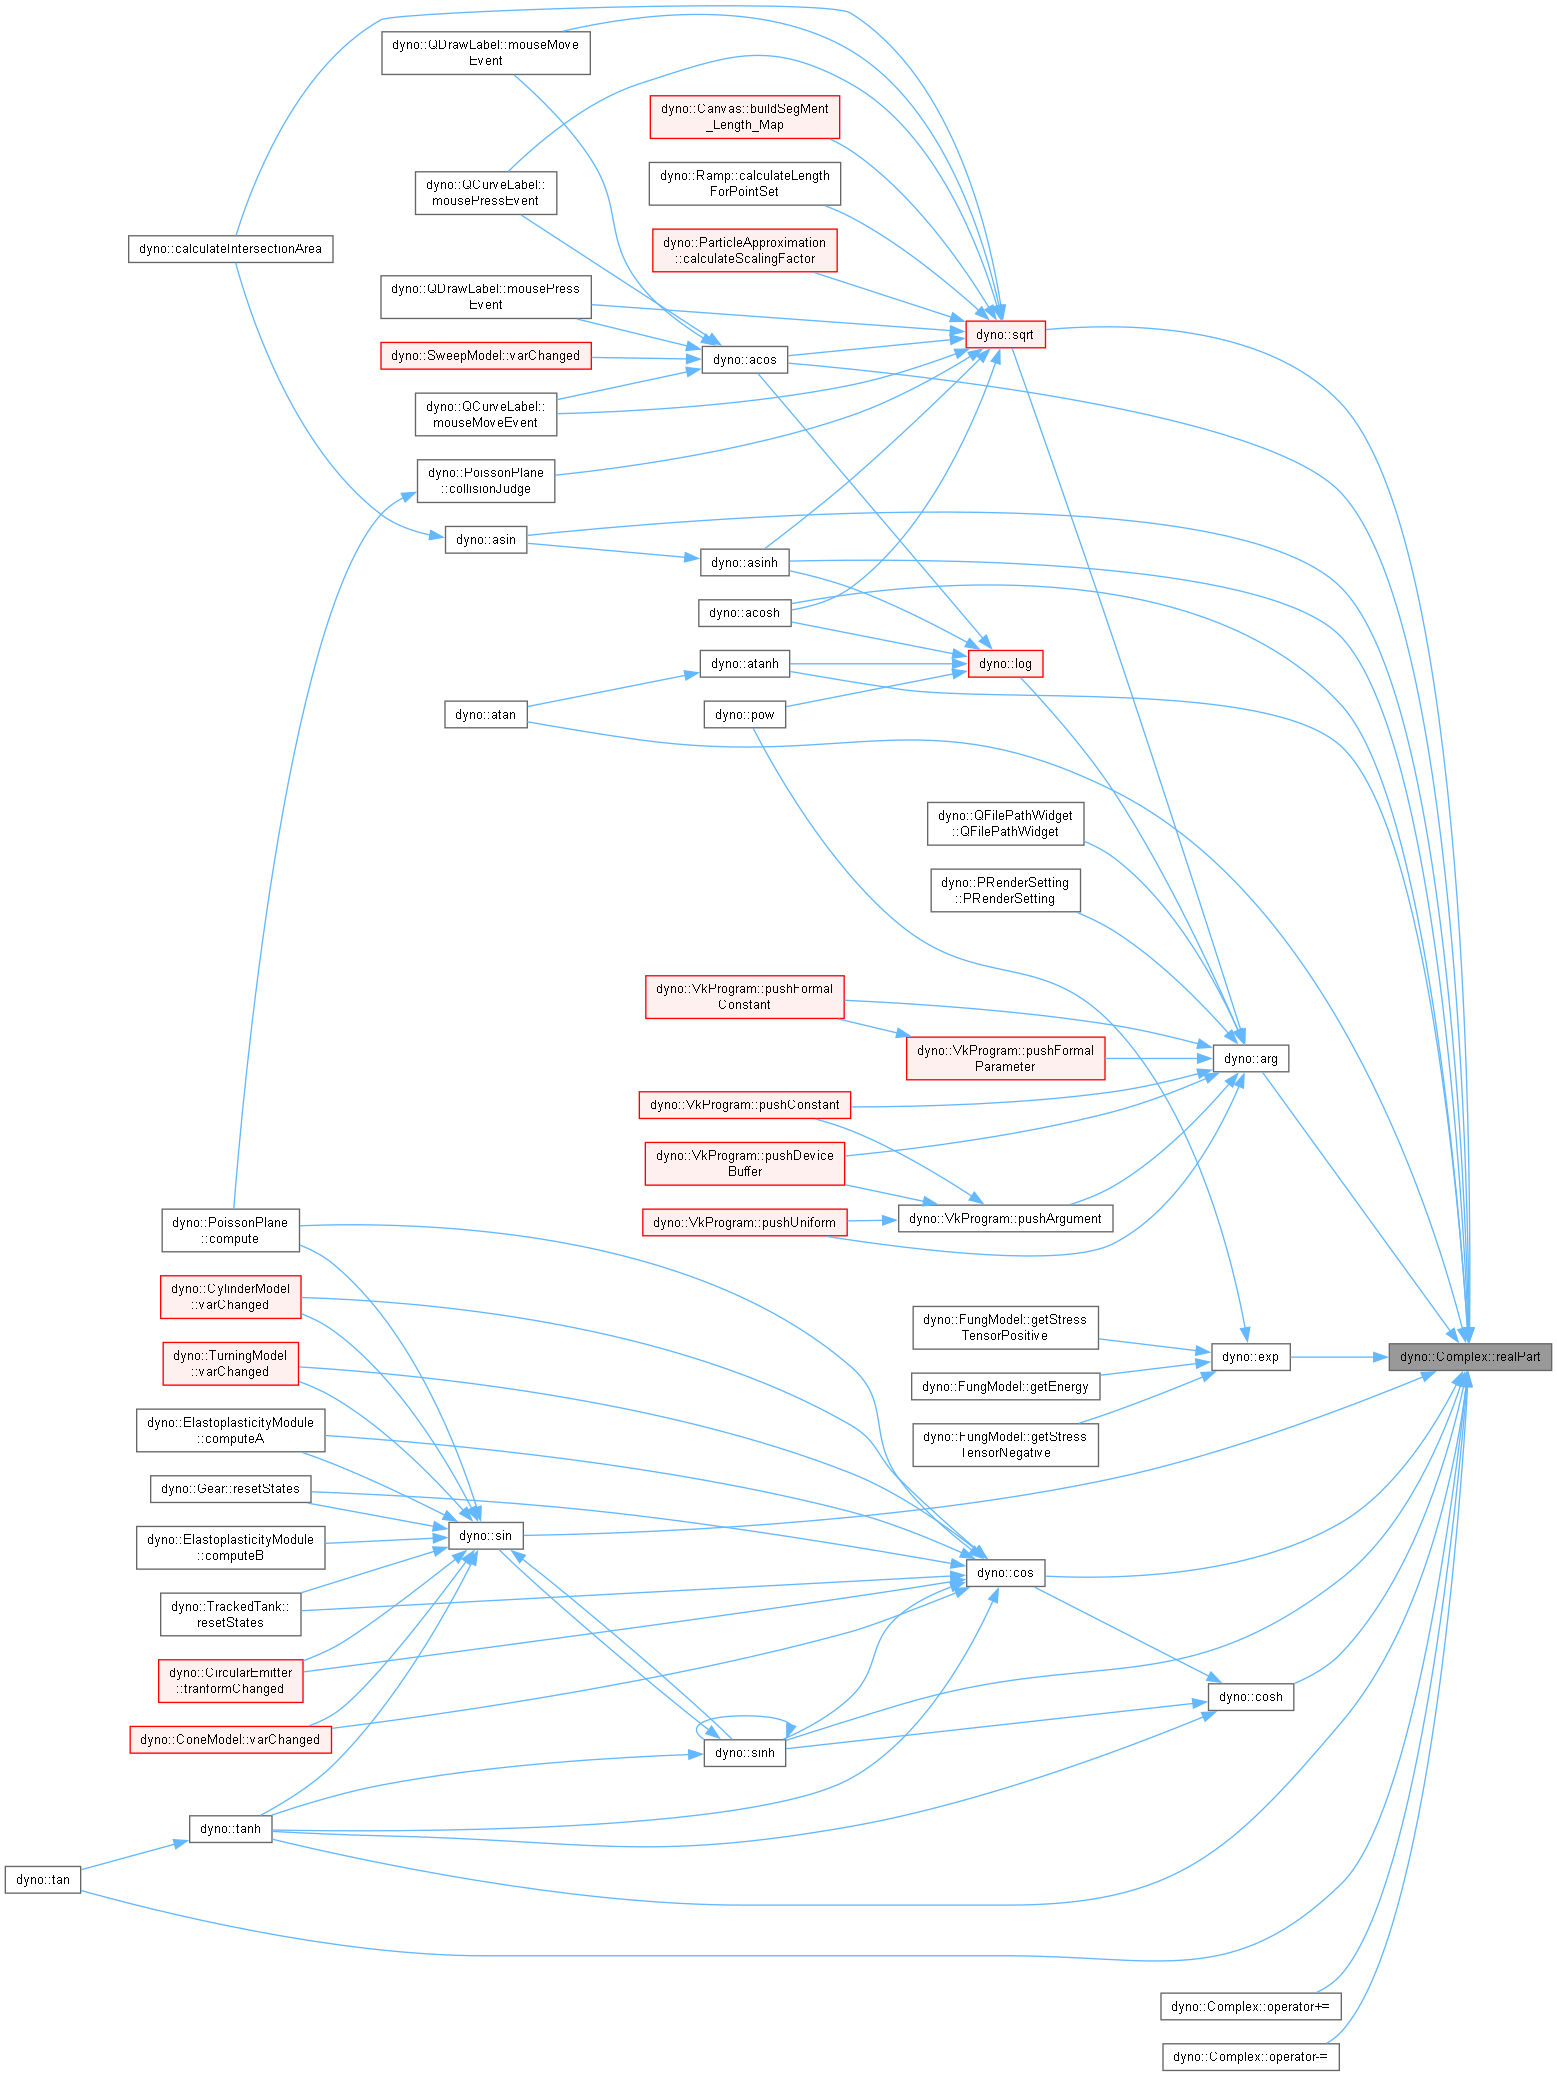 dyno::QDrawLabel::mouseMove
Event
dyno::Canvas::buildSegMent
_Length_Map
dyno::Ramp::calculateLength
ForPointSet
dyno::QCurveLabel::
mousePressEvent
dyno::calculateIntersectionArea
dyno::ParticleApproximation
::calculateScalingFactor
dyno::QDrawLabel::mousePress
Event
dyno::sqrt
dyno::SweepModel::varChanged
dyno::acos
dyno::QCurveLabel::
mouseMoveEvent
dyno::PoissonPlane
::collisionJudge
dyno::asin
dyno::asinh
dyno::acosh
dyno::atanh
dyno::log
dyno::atan
dyno::pow
dyno::QFilePathWidget
::QFilePathWidget
dyno::PRenderSetting
::PRenderSetting
dyno::VkProgram::pushFormal
Constant
dyno::VkProgram::pushFormal
Parameter
dyno::arg
dyno::VkProgram::pushConstant
dyno::VkProgram::pushDevice
Buffer
dyno::VkProgram::pushUniform
dyno::VkProgram::pushArgument
dyno::PoissonPlane
::compute
dyno::CylinderModel
::varChanged
dyno::FungModel::getStress
TensorPositive
dyno::TurningModel
::varChanged
dyno::exp
dyno::Complex::realPart
dyno::FungModel::getEnergy
dyno::ElastoplasticityModule
::computeA
dyno::FungModel::getStress
TensorNegative
dyno::Gear::resetStates
dyno::sin
dyno::ElastoplasticityModule
::computeB
dyno::cos
dyno::TrackedTank::
resetStates
dyno::CircularEmitter
::tranformChanged
dyno::cosh
dyno::ConeModel::varChanged
dyno::sinh
dyno::tanh
dyno::tan
dyno::Complex::operator+=
dyno::Complex::operator-=